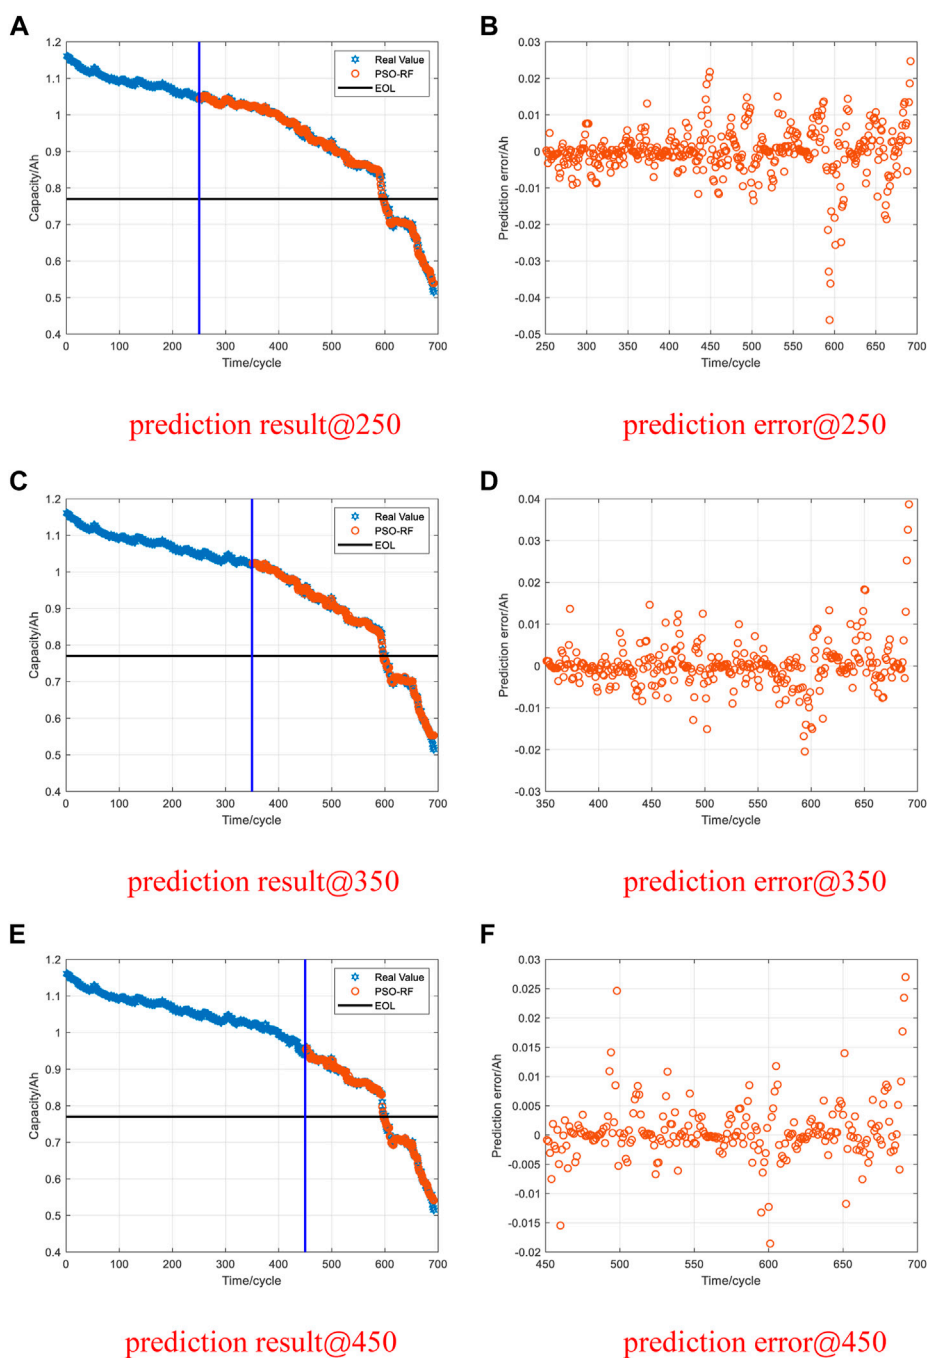 A
1.2
1.1
1
0.9
0.8
0.7
0.6
0.5
0.4
Capacity/Ah
Real Value
PSO-RF
EOL
0 100 200 300 400 500 600 700
Time/cycle
prediction result@250
B
0.03
0.02
0.01
0
-0.01
-0.02
-0.03
-0.04
-0.05
Prediction error/Ah
250 300 350 400 450 500 550 600 650 700
Time/cycle
prediction error@250
C
1.2
1.1
1
0.9
0.8
0.7
0.6
0.5
0.4
Capacity/Ah
Real Value
PSO-RF
EOL
0 100 200 300 400 500 600 700
Time/cycle
prediction result@350
D
0.04
0.03
0.02
0.01
0
-0.01
-0.02
-0.03
Prediction error/Ah
350 400 450 500 550 600 650 700
Time/cycle
prediction error@350
E
1.2
1.1
1
0.9
0.8
0.7
0.6
0.5
0.4
Capacity/Ah
Real Value
PSO-RF
EOL
0 100 200 300 400 500 600 700
Time/cycle
prediction result@450
F
0.03
0.025
0.02
0.015
0.01
0.005
0
-0.005
-0.01
-0.015
-0.02
Prediction error/Ah
450 500 550 600 650 700
Time/cycle
prediction error@450